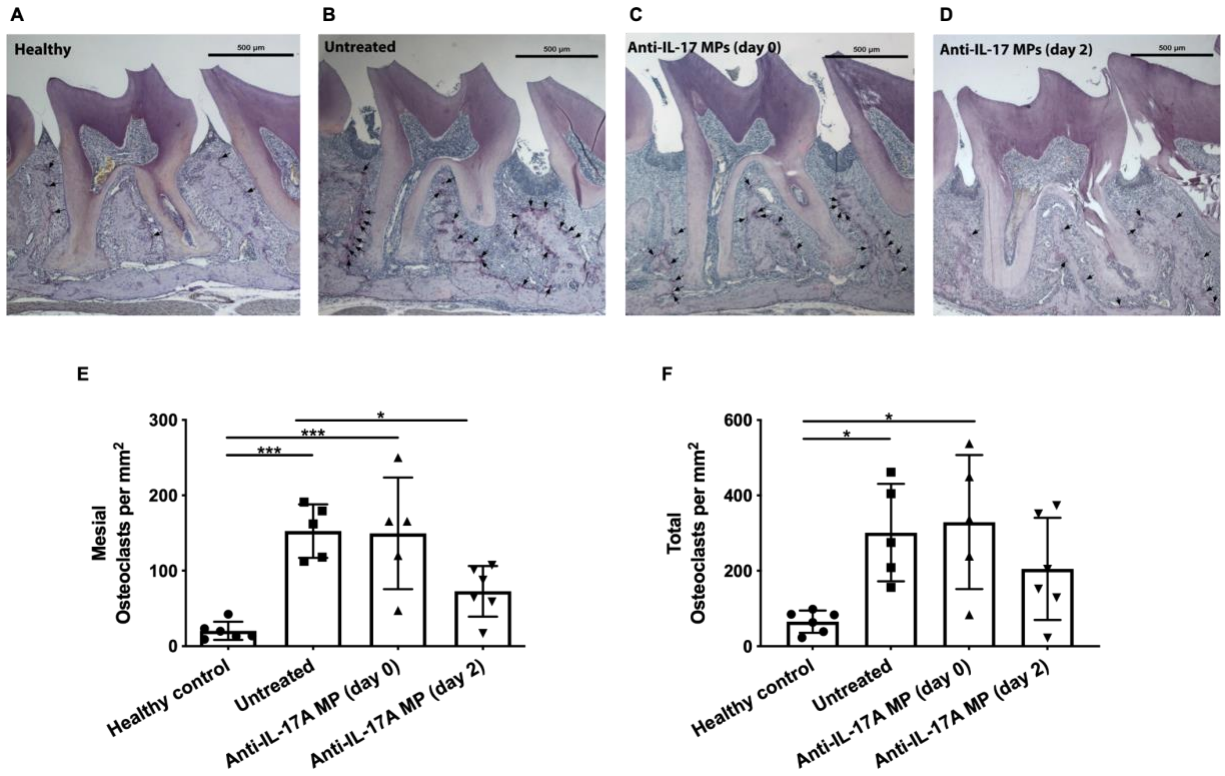 A
B
C
D
Healthy
500 µm
Untreated
500 µm
Anti-IL-17 MPs (day 0)
500 µm
Anti-IL-17 MPs (day 2)
500 µm
E
Mesial
Osteoclasts per mm2
300
200
100
0
*
***
***
Healthy control
Untreated
Anti-IL-17A MP (day 0)
Anti-IL-17A MP (day 2)
F
Total
Osteoclasts per mm2
600
400
200
0
*
*
Healthy control
Untreated
Anti-IL-17A MP (day 0)
Anti-IL-17A MP (day 2)